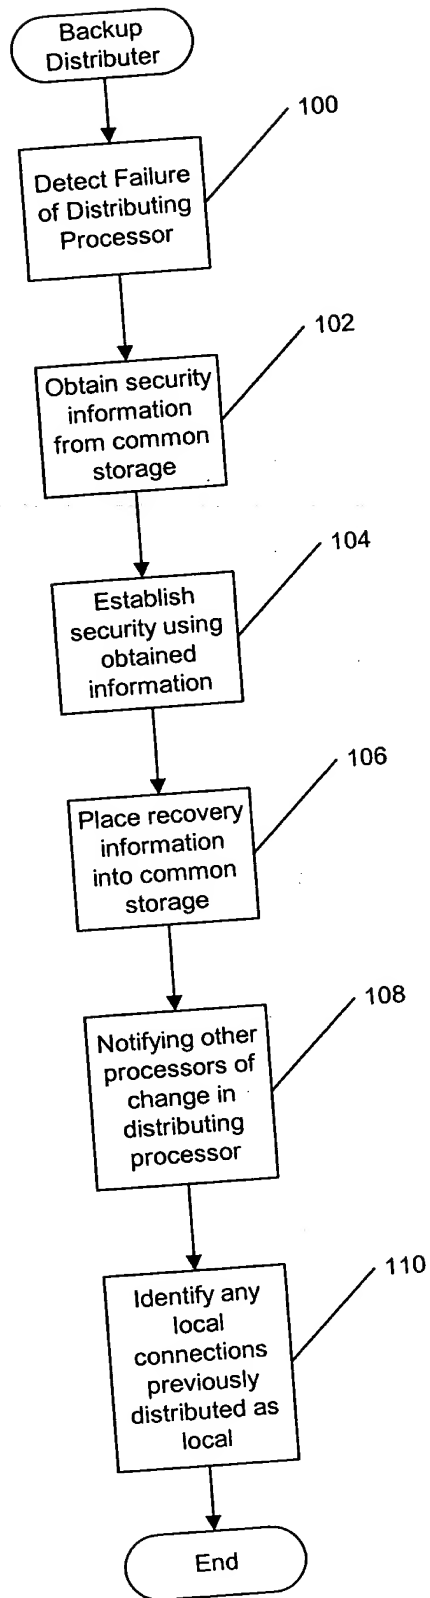 Backup
Distributer
100
Detect Failure
of Distributing
Processor
102
Obtain security
information
from common
storage
104
Establish
security using
obtained
information
106
Place recovery
information
into common
storage
108
Notifying other
processors of
change in
distributing
processor
110
Identify any
local
connections
previously
distributed as
local
End